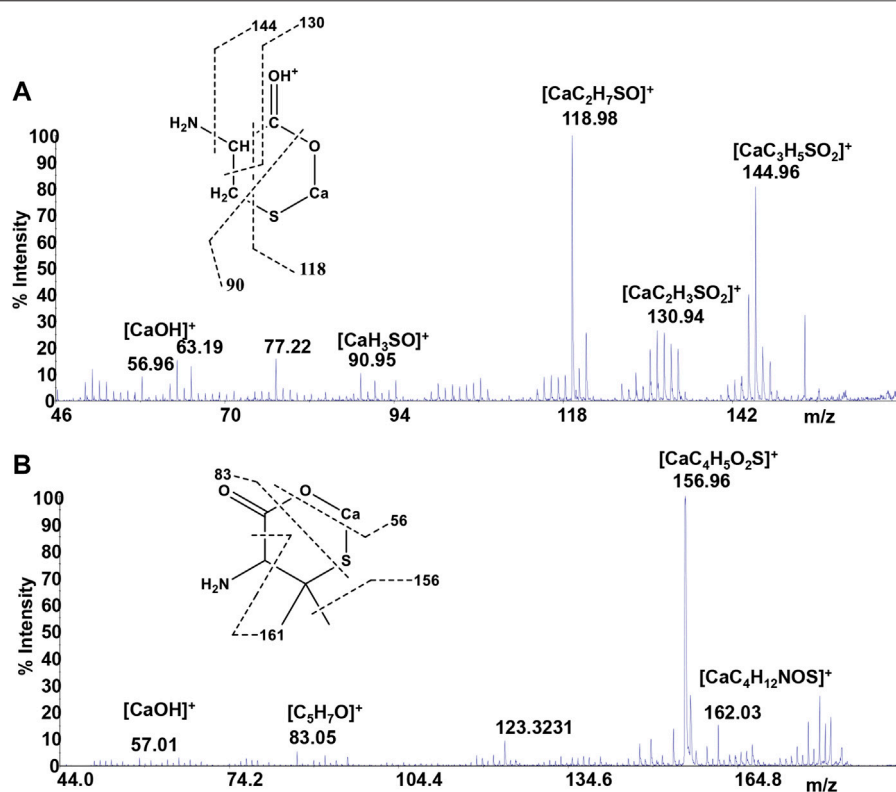 A
144
130
OH⁺
C
H₂N
CH
O
H₂C
S
Ca
90
118
% Intensity
100
90
80
70
60
50
40
30
20
10
0
[CaOH]⁺
56.96
63.19
77.22
[CaH₃SO]⁺
90.95
[CaC₂H₇SO]⁺
118.98
[CaC₂H₃SO₂]⁺
130.94
[CaC₃H₅SO₂]⁺
144.96
46
70
94
118
142
m/z
B
83
O
O
Ca
56
S
H₂N
156
161
% Intensity
100
90
80
70
60
50
40
30
20
10
0
[CaOH]⁺
57.01
[C₅H₇O]⁺
83.05
123.3231
[CaC₄H₅O₂S]⁺
156.96
[CaC₄H₁₂NOS]⁺
162.03
44.0
74.2
104.4
134.6
164.8
m/z